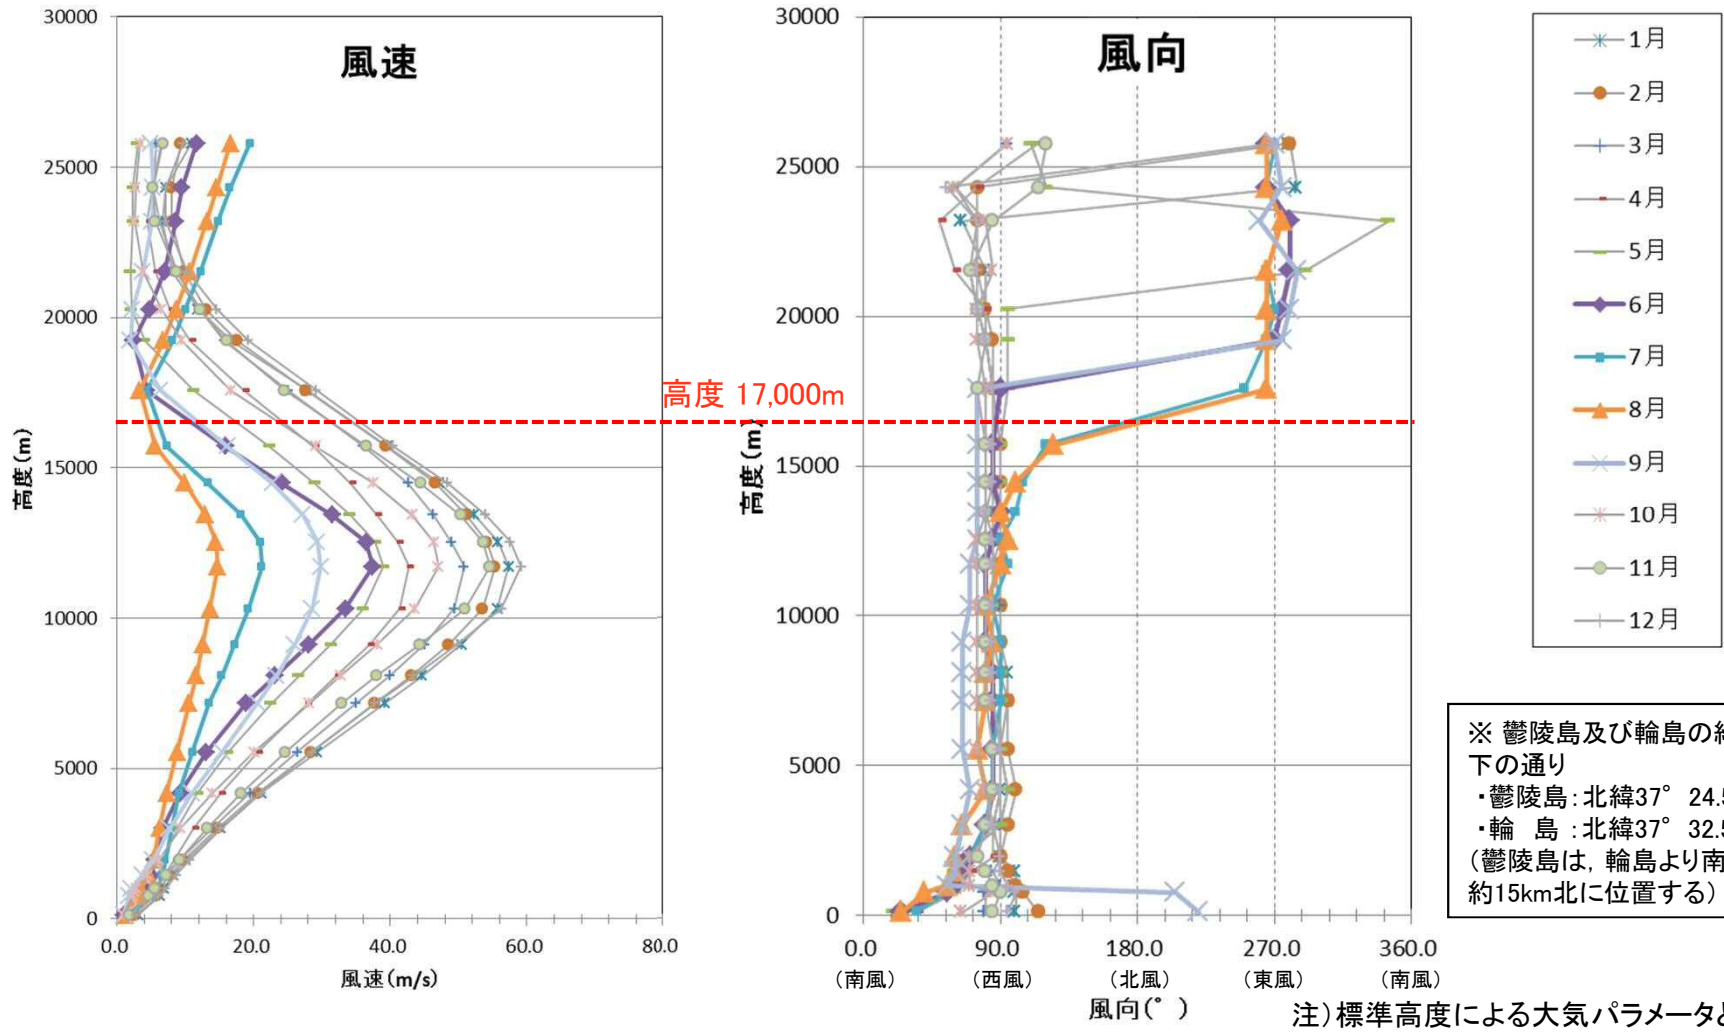 風速
30000
25000
20000
15000
10000
5000
0
高度(m)
0.0
20.0
40.0
60.0
80.0
風速(m/s)
高度 17,000m
風向
30000
25000
20000
15000
10000
5000
0
高度(m)
0.0
90.0
180.0
270.0
360.0
(南風)
(西風)
(北風)
(東風)
(南風)
風向(° )
1月
2月
3月
4月
5月
6月
7月
8月
9月
10月
11月
12月
※ 鬱陵島及び輪島の
下の通り
・鬱陵島:北緯37° 24.
・輪 島 :北緯37° 32.
(鬱陵島は, 輪島より南
約15km北に位置する)
注)標準高度による大気パラメータ